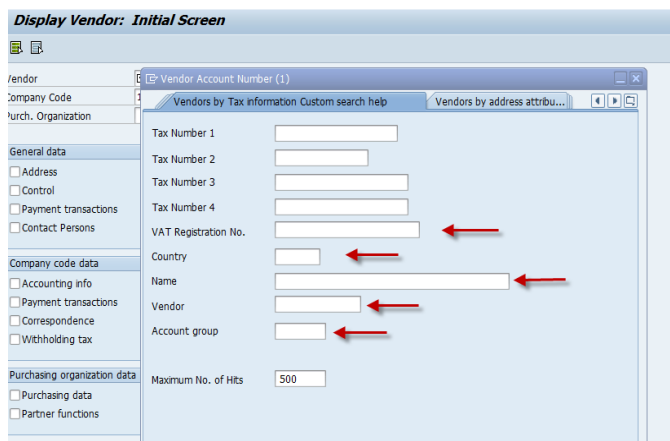 Display Vendor: Initial Screen
Vendor
Company Code
Purch. Organization
General data
Address
Control
Payment transactions
Contact Persons
Company code data
Accounting info
Payment transactions
Correspondence
Withholding tax
Purchasing organization data
Purchasing data
Partner functions
Vendor Account Number (1)
Vendors by Tax information Custom search help
Vendors by address attribu...
Tax Number 1
Tax Number 2
Tax Number 3
Tax Number 4
VAT Registration No.
Country
Name
Vendor
Account group
Maximum No. of Hits 500